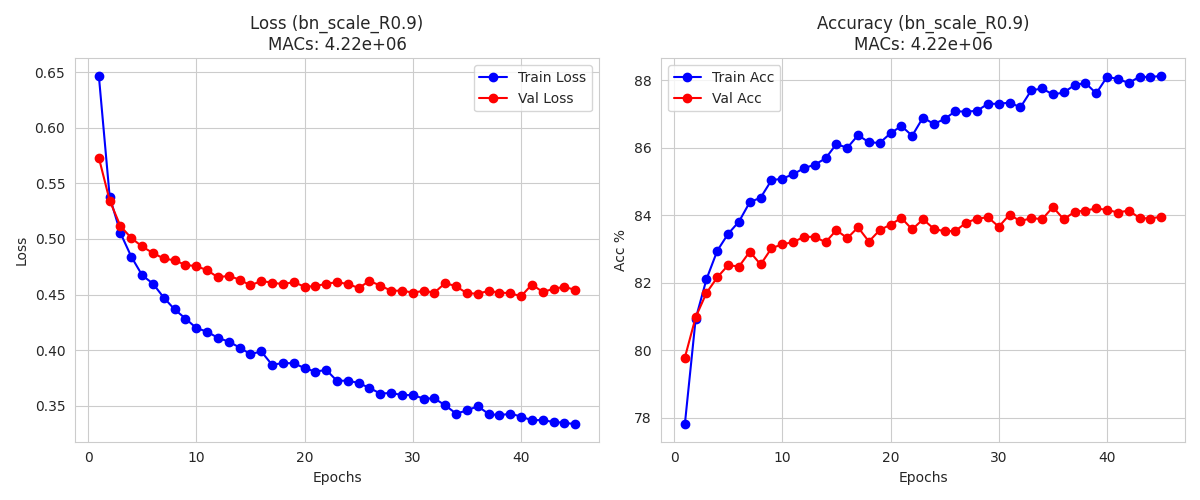 Loss (bn_scale_R0.9)
MACs: 4.22e+06
Train Loss
Val Loss
Loss
0.65
0.60
0.55
0.50
0.45
0.40
0.35
0
10
20
30
40
Epochs
Accuracy (bn_scale_R0.9)
MACs: 4.22e+06
Train Acc
Val Acc
Acc %
88
86
84
82
80
78
0
10
20
30
40
Epochs